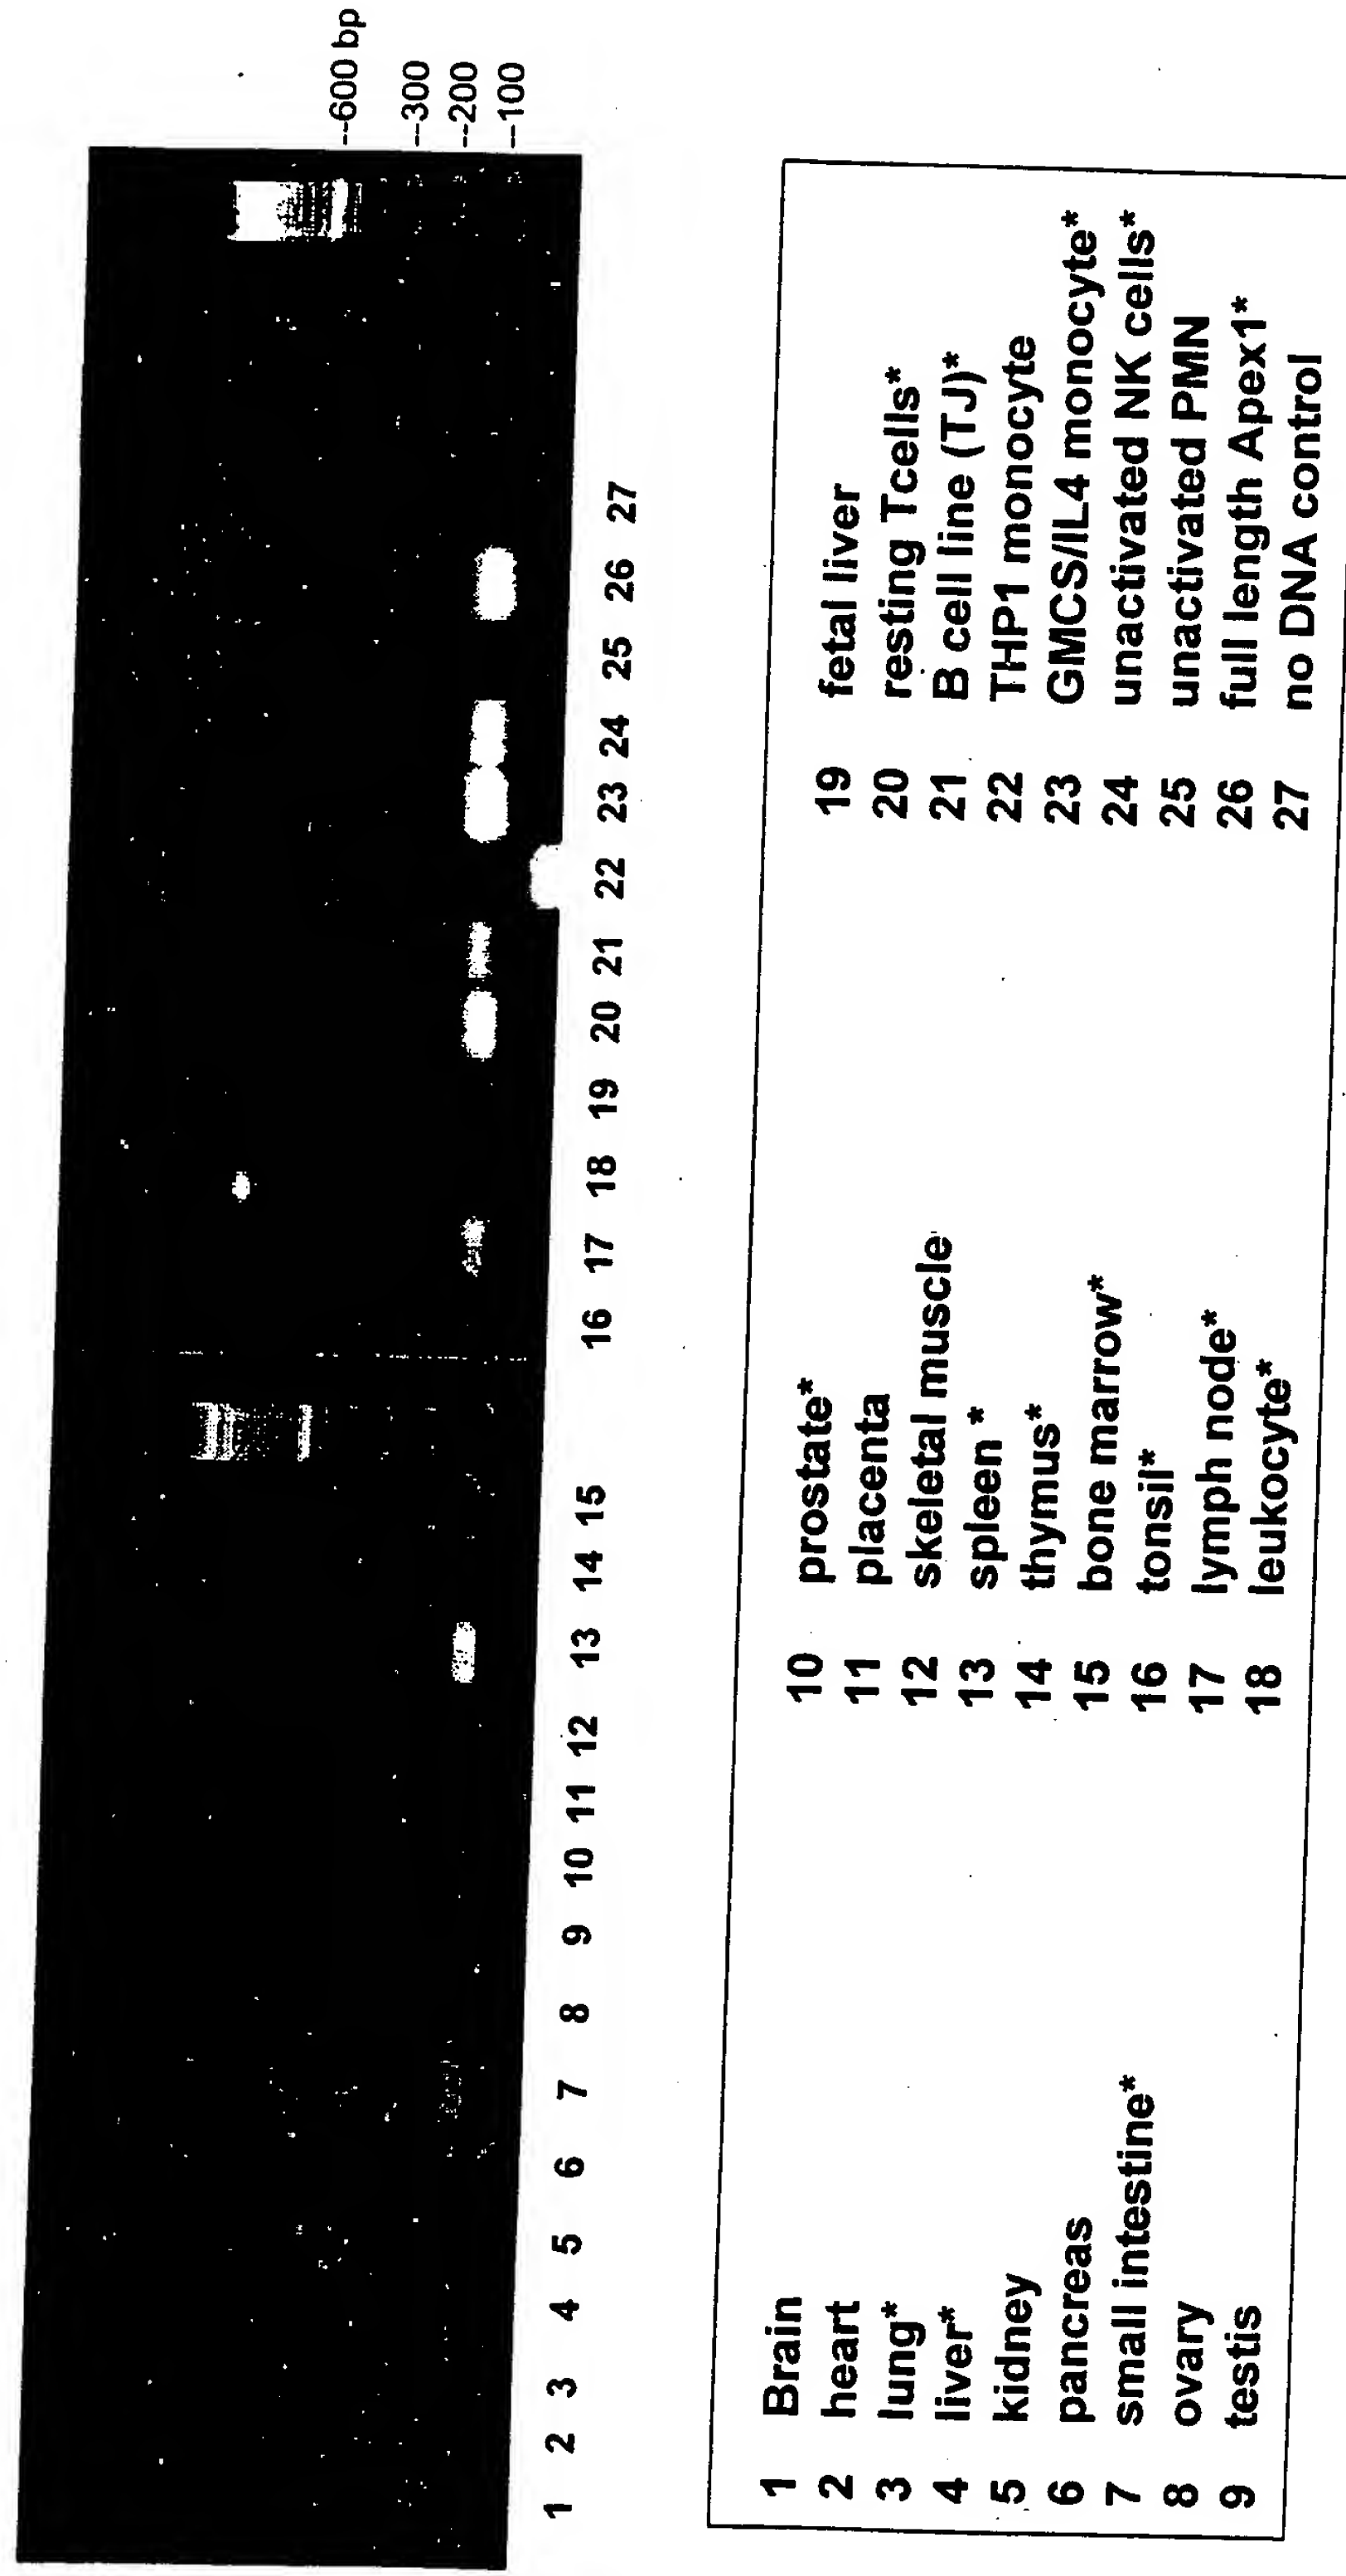 --600 bp
--300
--200
--100
1 2 3 4 5 6 7 8 9 10 11 12 13 14 15 16 17 18 19 20 21 22 23 24 25 26 27
1 Brain
2 heart
3 lung*
4 liver*
5 kidney
6 pancreas
7 small intestine*
8 ovary
9 testis
10 prostate*
11 placenta
12 skeletal muscle
13 spleen *
14 thymus*
15 bone marrow*
16 tonsil*
17 lymph node*
18 leukocyte*
19 fetal liver
20 resting Tcells*
21 B cell line (TJ)*
22 THP1 monocyte
23 GMCS/IL4 monocyte*
24 unactivated NK cells*
25 unactivated PMN
26 full length Apex1*
27 no DNA control